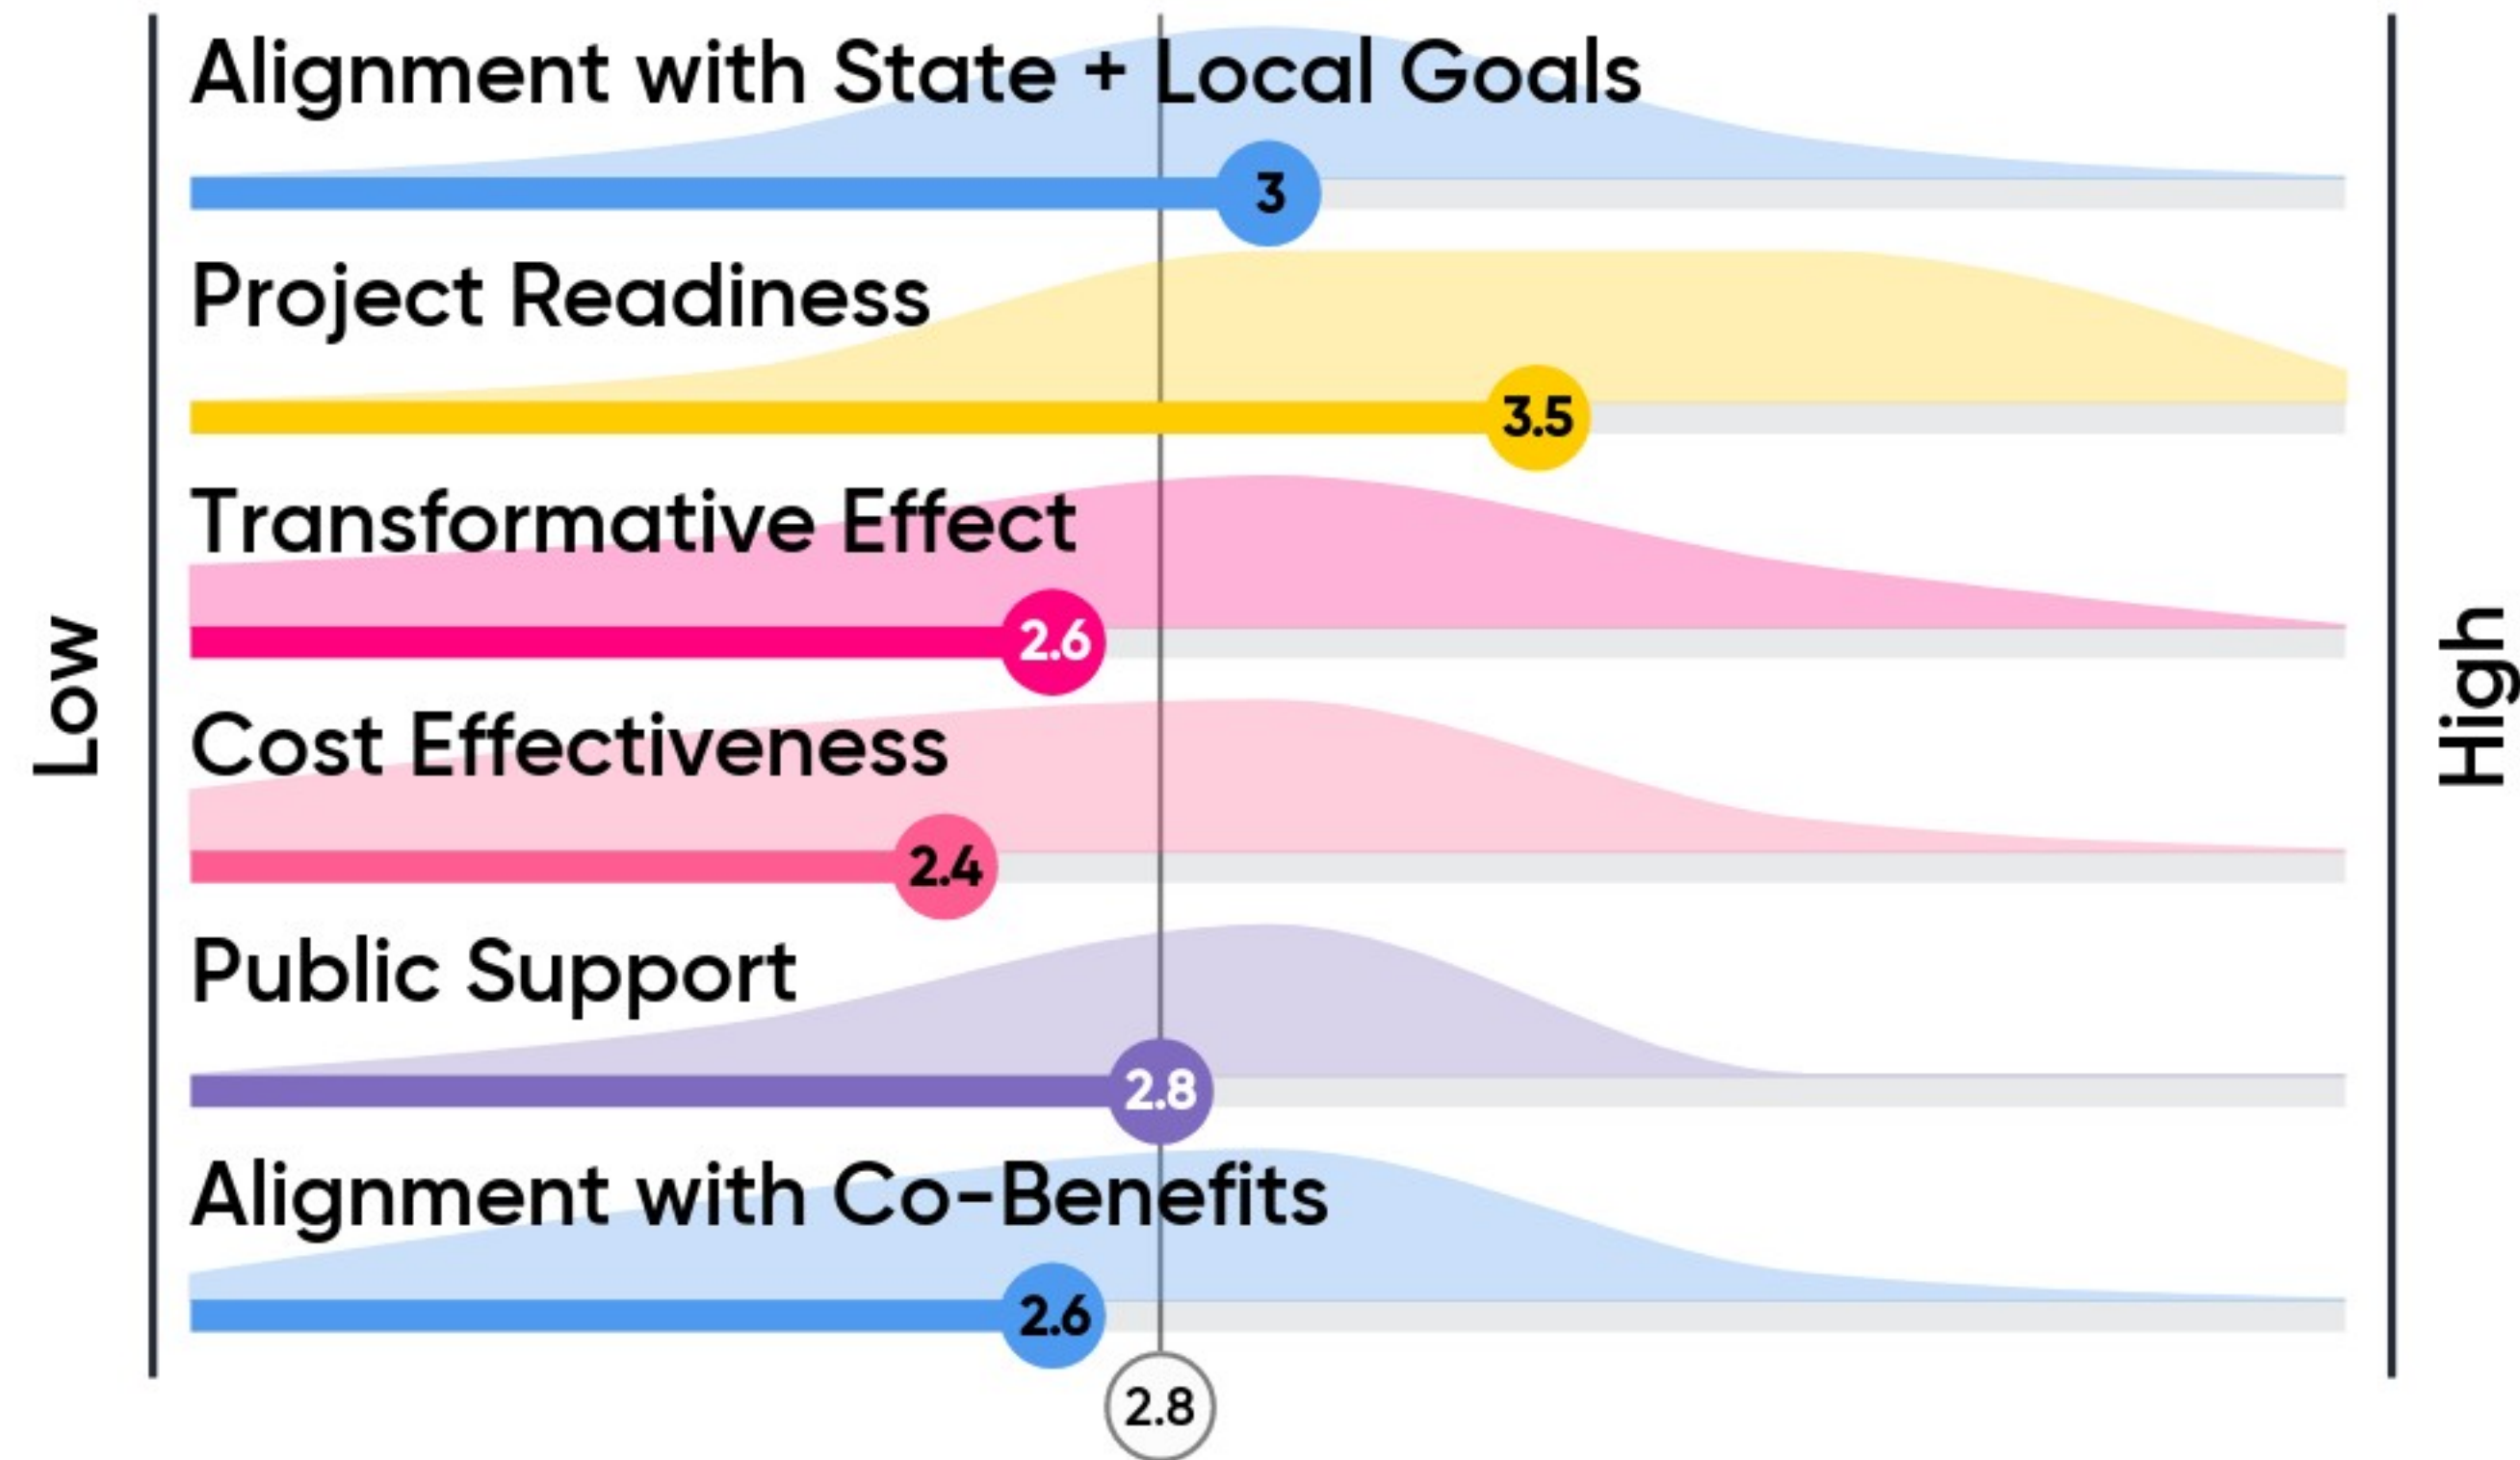 Alignment with State + Local Goals
3
Project Readiness
3.5
Transformative Effect
2.6
Low
High
Cost Effectiveness
2.4
Public Support
2.8
Alignment with Co-Benefits
2.6
2.8